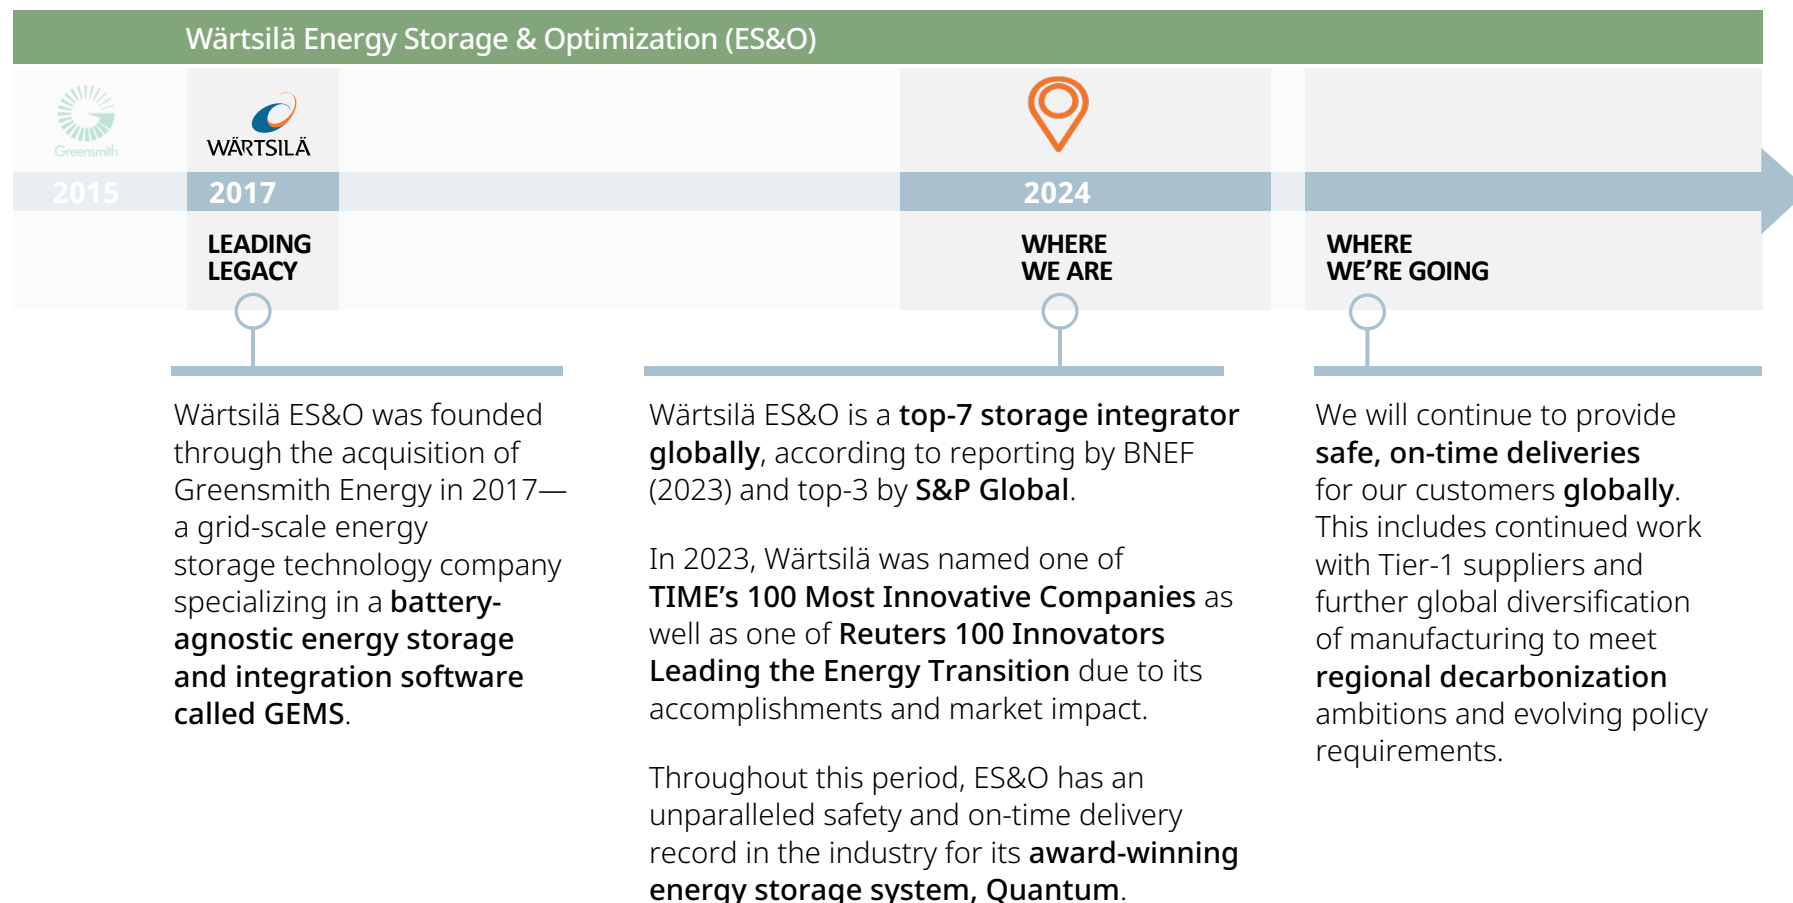 Wärtsilä Energy Storage & Optimization (ES&O)
Greensmith
WÄRTSILÄ
2015
2017
2024
LEADING
LEGACY
WHERE
WE ARE
WHERE
WE'RE GOING
Wärtsilä ES&O was founded
through the acquisition of
Greensmith Energy in 2017—
a grid-scale energy
storage technology company
specializing in a battery-
agnostic energy storage
and integration software
called GEMS.
Wärtsilä ES&O is a top-7 storage integrator
globally, according to reporting by BNEF
(2023) and top-3 by S&P Global.
In 2023, Wärtsilä was named one of
TIME’s 100 Most Innovative Companies as
well as one of Reuters 100 Innovators
Leading the Energy Transition due to its
accomplishments and market impact.
Throughout this period, ES&O has an
unparalleled safety and on-time delivery
record in the industry for its award-winning
energy storage system, Quantum.
We will continue to provide
safe, on-time deliveries
for our customers globally.
This includes continued work
with Tier-1 suppliers and
further global diversification
of manufacturing to meet
regional decarbonization
ambitions and evolving policy
requirements.